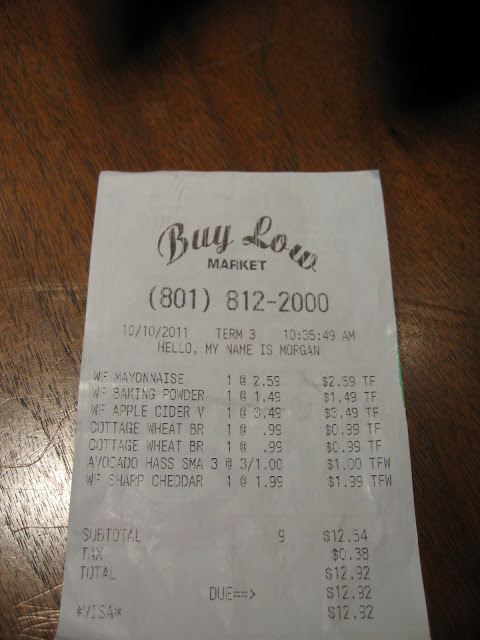 Buy Low
MARKET
(801) 812-2000
10/10/2011 TERM 3 10:35:49 AM
HELLO, MY NAME IS MORGAN
WF MAYONNAISE 1 @ 2.59 $2.59 TF
WF BAKING POWDER 1 @ 1.49 $1.49 TF
WF APPLE CIDER V 1 @ 3.49 $3.49 TF
COTTAGE WHEAT BR 1 @ .99 $0.99 TF
COTTAGE WHEAT BR 1 @ .99 $0.99 TF
AVOCADO HASS SMA 3 @ 3/1.00 $1.00 TFW
WF SHARP CHEDDAR 1 @ 1.99 $1.99 TFW
SUBTOTAL 9 $12.54
TAX $0.38
TOTAL $12.92
DUE==> $12.92
*VISA* $12.92